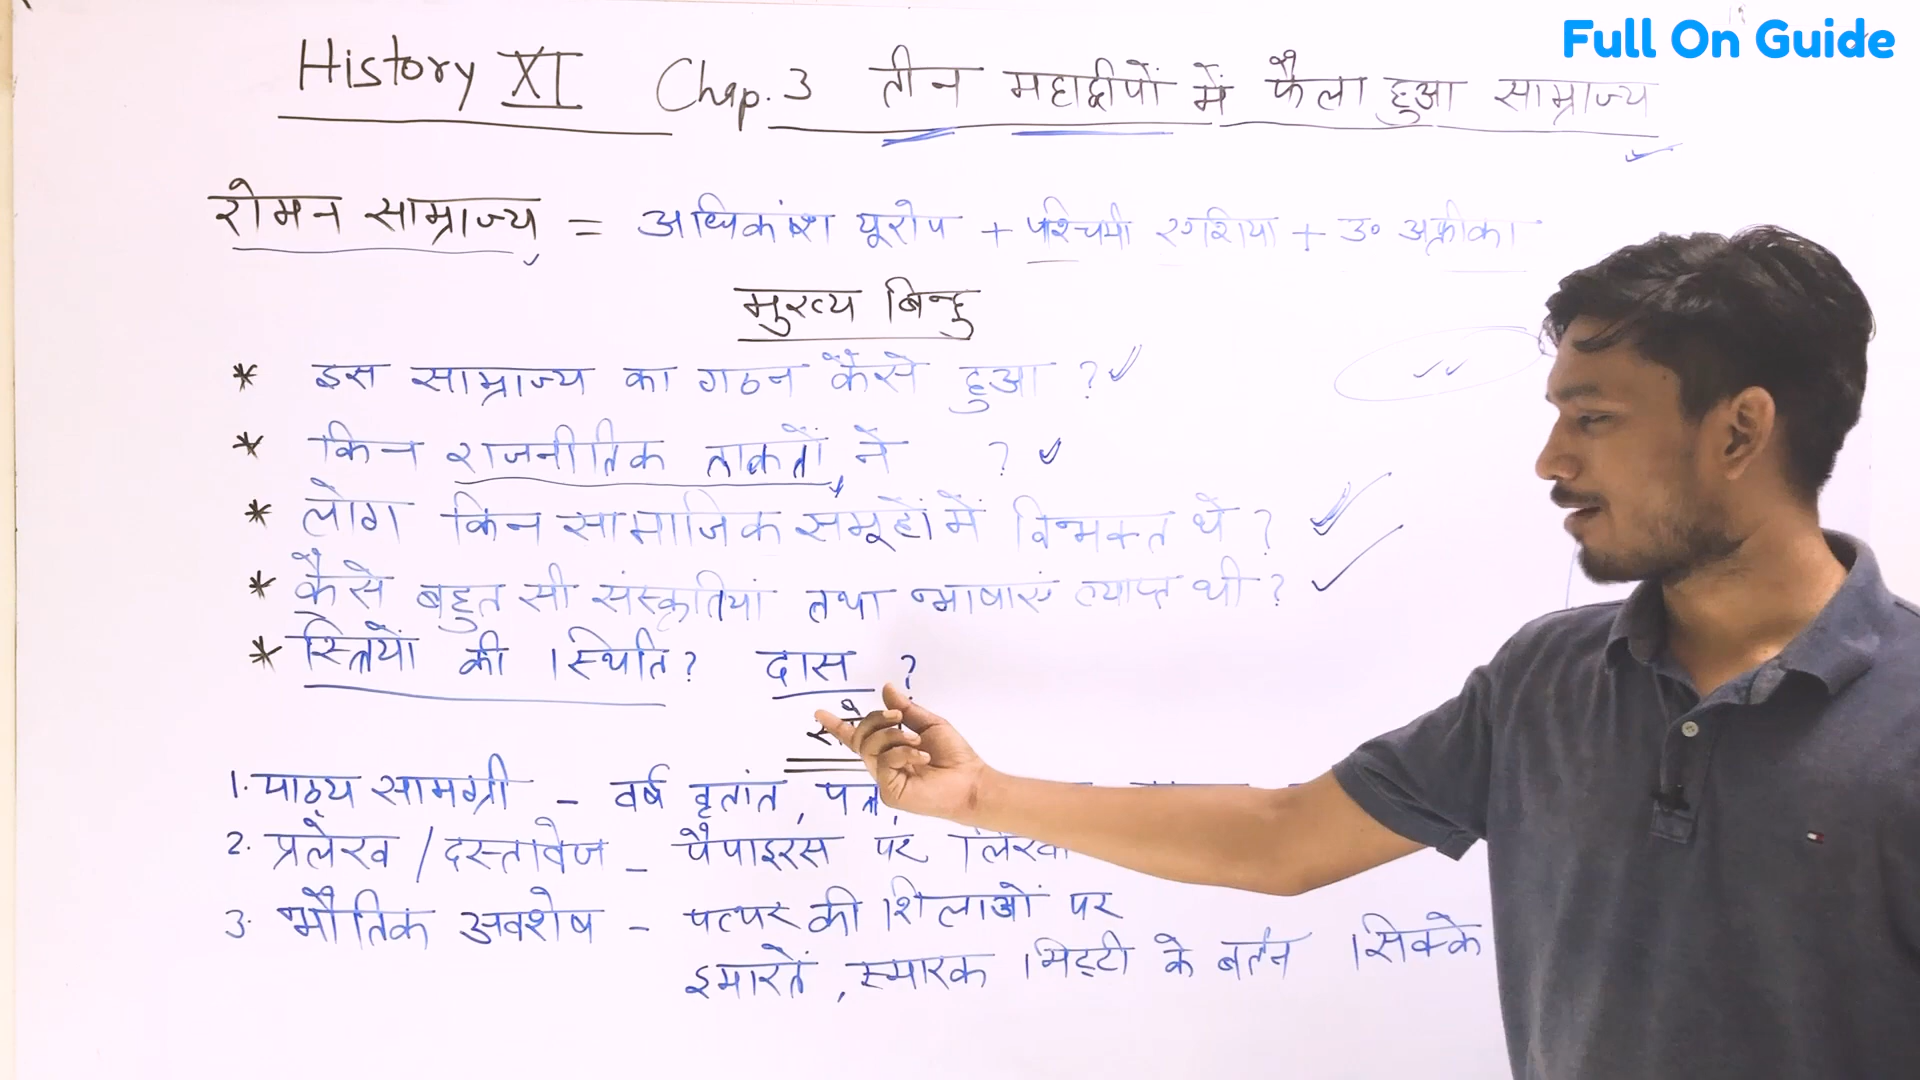 Full On Guide
History XI Chap. 3 तीन महाद्वीपों में फैला हुआ साम्राज्य
रोमन साम्राज्य = अधिकांश यूरोप + पश्चिमी एशिया + उ॰ अफ्रीका
मुख्य बिन्दु
* इस साम्राज्य का गठन कैसे हुआ ?
* किन राजनीतिक ताकतों ने ?
* लोग किन सामाजिक समूहों में विभक्त थे ?
* कैसे बहुत सी संस्कृतियां तथा भाषाएं व्याप्त थी ?
* स्त्रियों की स्थिति ? दास ?
1. पाठ्य सामग्री - वर्ष वृतांत, पत्र
2. प्रलेख / दस्तावेज - पैपाइरस पर लिखा
3. भौतिक अवशेष - पत्थर की शिलाओं पर
इमारतें, स्मारक मिट्टी के बर्तन सिक्के